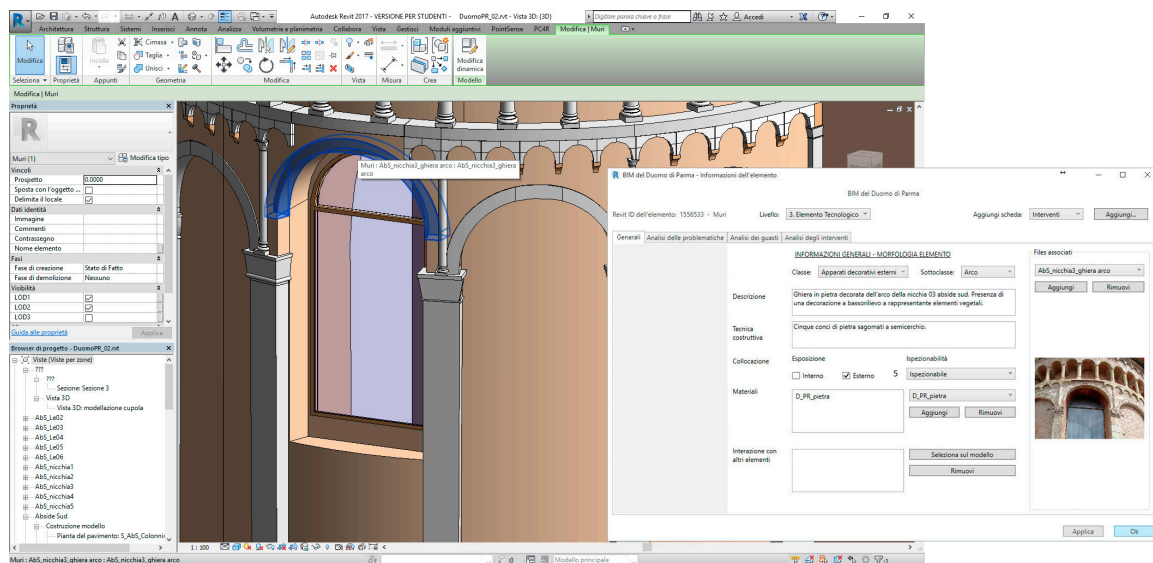 Autodesk Revit 2017 - VERSIONE PER STUDENTI - DuomoPR_02.rvt - Vista 3D: {3D}
Digitare parola chiave o frase
Accedi
Architettura Struttura Sistemi Inserisci Annota Analizza Volumetrie e planimetria Collabora Vista Gestisci Moduli aggiuntivi PointSense PC4R Modifica | Muri
Modifica
Incolla
Cimasa
Taglia
Unisci
Modifica dinamica
Seleziona Proprietà Appunti Geometria Modifica Vista Misura Crea Modello
Modifica | Muri
Proprietà
Muri (1)
Modifica tipo
Vincoli
Prospetto 0.0000
Sposta con l'oggetto ...
Delimita il locale
Dati identità
Immagine
Commenti
Contrassegno
Nome elemento
Fasi
Fase di creazione Stato di Fatto
Fase di demolizione Nessuno
Visibilità
LOD1
LOD2
LOD3
Guida alle proprietà
Applica
Browser di progetto - DuomoPR_02.rvt
Viste (Viste per zone)
???
???
Sezione: Sezione 3
Vista 3D
Vista 3D: modellazione cupola
AbS_Le02
AbS_Le03
AbS_Le04
AbS_Le05
AbS_Le06
AbS_nicchia1
AbS_nicchia2
AbS_nicchia3
AbS_nicchia4
AbS_nicchia5
Abside Sud
Costruzione modello
Pianta del pavimento: S_AbS_Colonni
Muri : AbS_nicchia3_ghiera arco : AbS_nicchia3_ghiera
arco
1 : 100
Muri : AbS_nicchia3_ghiera arco : AbS_nicchia3_ghiera arco
:0
Modello principale
:1
BIM del Duomo di Parma - Informazioni dell'elemento
BIM del Duomo di Parma
Revit ID dell'elemento: 1556533 - Muri
Livello: 3. Elemento Tecnologico
Aggiungi scheda: Interventi
Aggiungi...
Generali Analisi delle problematiche Analisi dei guasti Analisi degli interventi
INFORMAZIONI GENERALI - MORFOLOGIA ELEMENTO
Classe: Apparati decorativi esterni
Sottoclasse: Arco
Descrizione
Ghiera in pietra decorata dell'arco della nicchia 03 abside sud. Presenza di
una decorazione a bassorilievo a rappresentante elementi vegetali.
Tecnica
costruttiva
Cinque conci di pietra sagomati a semicerchio.
Collocazione
Esposizione
Ispezionabilità
Interno
Esterno
5
Ispezionabile
Materiali
D_PR_pietra
D_PR_pietra
Aggiungi
Rimuovi
Interazione con
altri elementi
Seleziona sul modello
Rimuovi
Files associati
AbS_nicchia3_ghiera arco
Aggiungi
Rimuovi
Applica
Ok